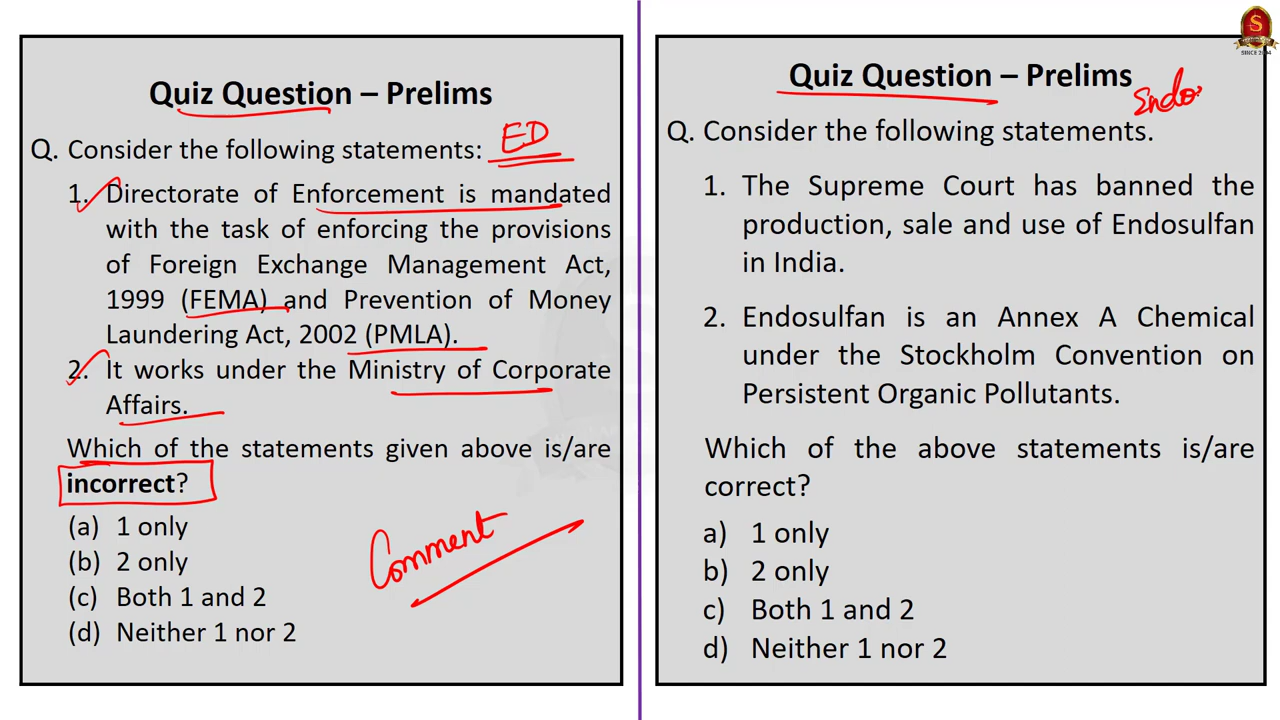 Quiz Question – Prelims
Q. Consider the following statements: ED
1. Directorate of Enforcement is mandated
with the task of enforcing the provisions
of Foreign Exchange Management Act,
1999 (FEMA) and Prevention of Money
Laundering Act, 2002 (PMLA).
2. It works under the Ministry of Corporate
Affairs.
Which of the statements given above is/are
incorrect?
(a) 1 only
(b) 2 only
(c) Both 1 and 2
(d) Neither 1 nor 2
Comment
S
SINCE 2004
Quiz Question – Prelims
Endo
Q. Consider the following statements.
1. The Supreme Court has banned the
production, sale and use of Endosulfan
in India.
2. Endosulfan is an Annex A Chemical
under the Stockholm Convention on
Persistent Organic Pollutants.
Which of the above statements is/are
correct?
a) 1 only
b) 2 only
c) Both 1 and 2
d) Neither 1 nor 2